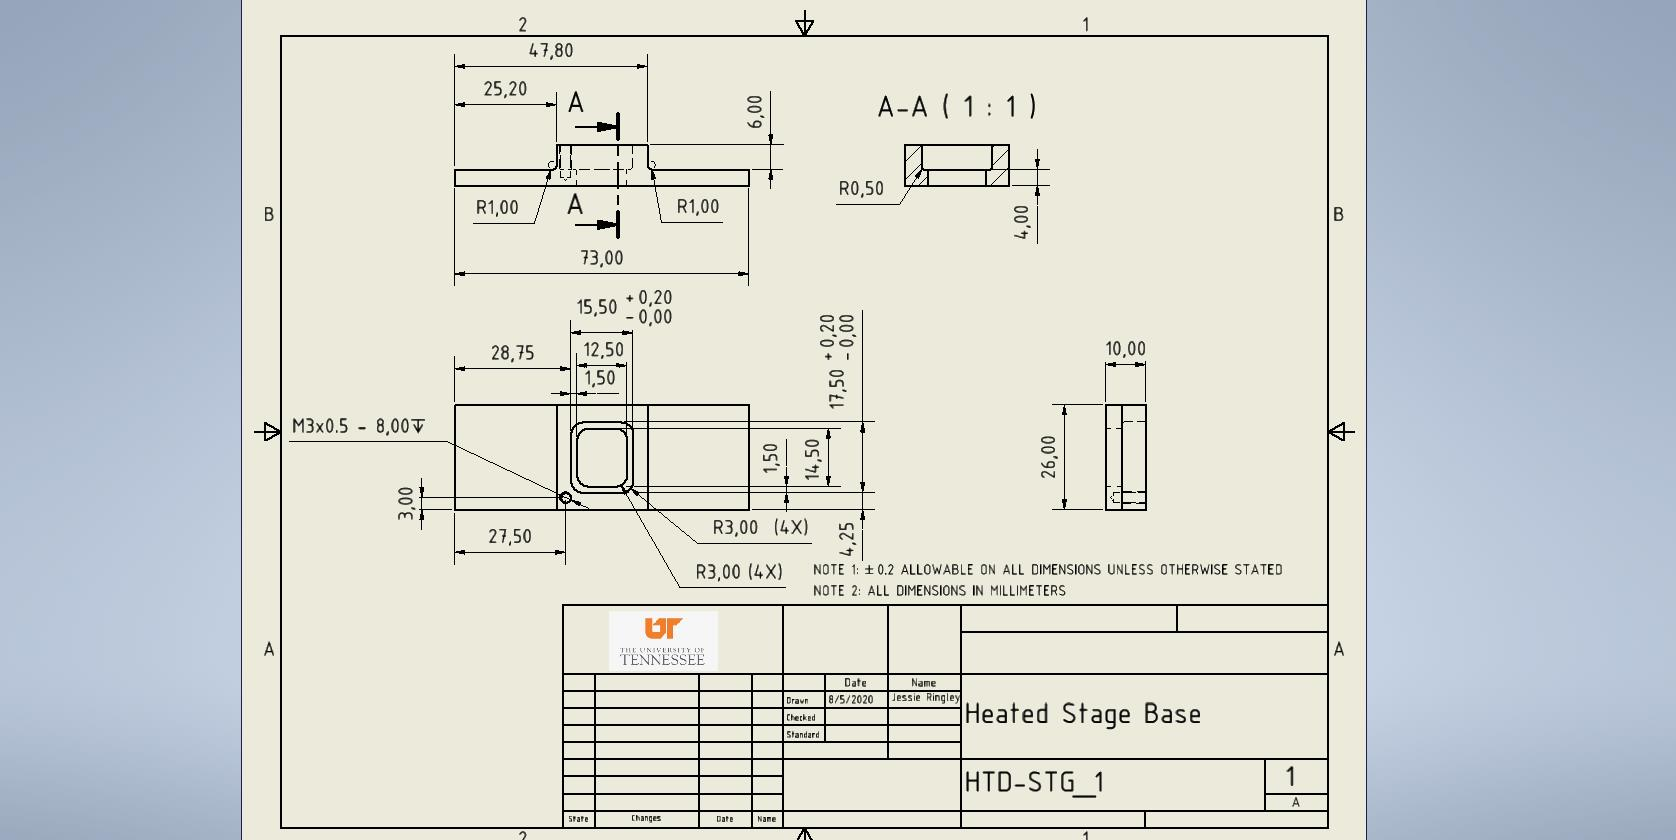 2
1
47,80
25,20
A
6,00
A-A ( 1 : 1 )
R0,50
B
B
R1,00
A
R1,00
4,00
73,00
15,50 + 0,20
- 0,00
17,50 + 0,20
- 0,00
28,75
12,50
10,00
1,50
M3x0.5 - 8,00↧
1,50
14,50
26,00
3,00
27,50
R3,00 (4X)
4,25
R3,00 (4X)
NOTE 1: ±0.2 ALLOWABLE ON ALL DIMENSIONS UNLESS OTHERWISE STATED
NOTE 2: ALL DIMENSIONS IN MILLIMETERS
A
A
UT
THE UNIVERSITY OF
TENNESSEE
Date
Name
Drawn
8/5/2020
Jessie Ringley
Checked
Standard
Heated Stage Base
HTD-STG_1
1
A
State
Changes
Date
Name
2
1